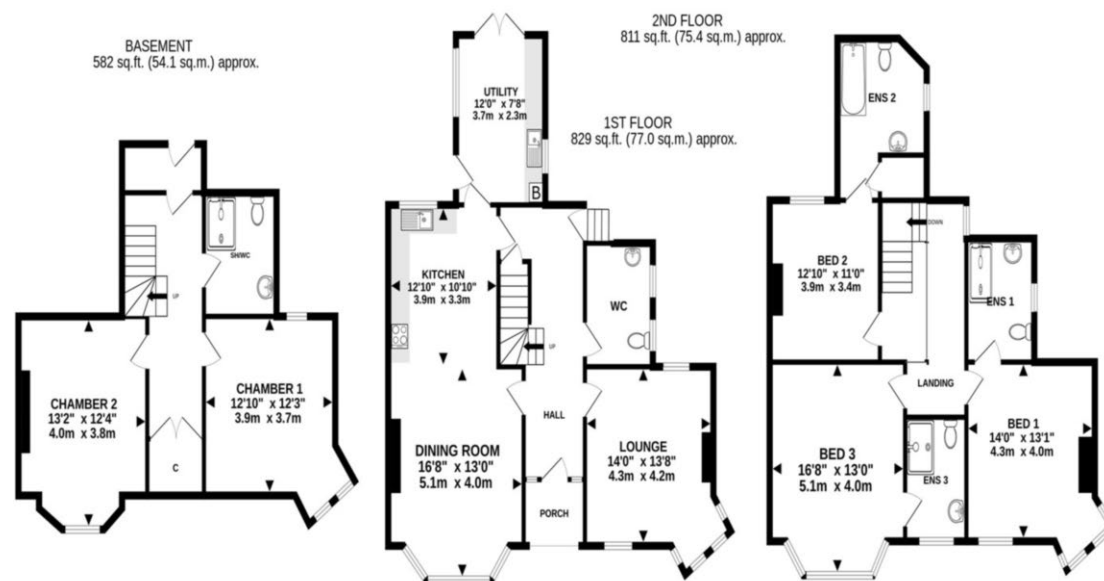 BASEMENT
582 sq.ft. (54.1 sq.m.) approx.
UP
SH/WC
CHAMBER 2
13'2" x 12'4"
4.0m x 3.8m
CHAMBER 1
12'10" x 12'3"
3.9m x 3.7m
C
1ST FLOOR
829 sq.ft. (77.0 sq.m.) approx.
UTILITY
12'0" x 7'8"
3.7m x 2.3m
B
KITCHEN
12'10" x 10'10"
3.9m x 3.3m
UP
WC
HALL
DINING ROOM
16'8" x 13'0"
5.1m x 4.0m
LOUNGE
14'0" x 13'8"
4.3m x 4.2m
PORCH
2ND FLOOR
811 sq.ft. (75.4 sq.m.) approx.
ENS 2
DOWN
BED 2
12'10" x 11'0"
3.9m x 3.4m
ENS 1
LANDING
BED 1
14'0" x 13'1"
4.3m x 4.0m
BED 3
16'8" x 13'0"
5.1m x 4.0m
ENS 3